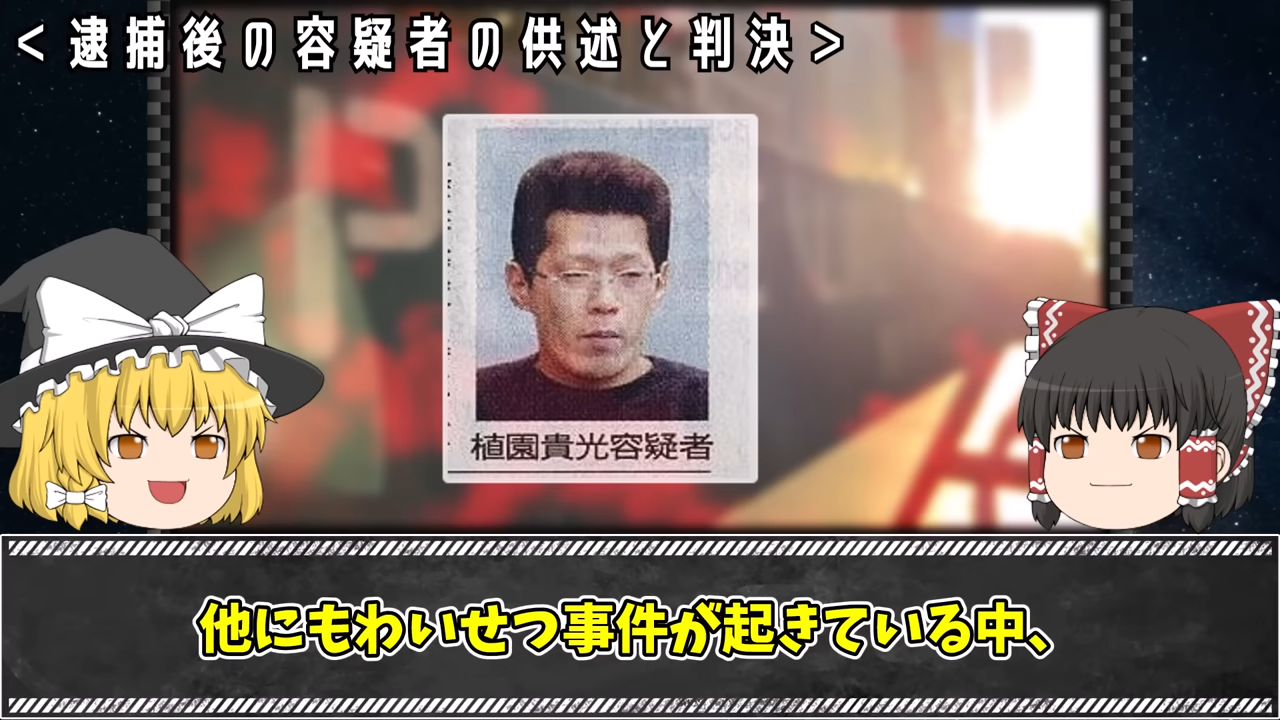 <逮捕後の容疑者の供述と判決>
植園貴光容疑者
他にもわいせつ事件が起きている中、